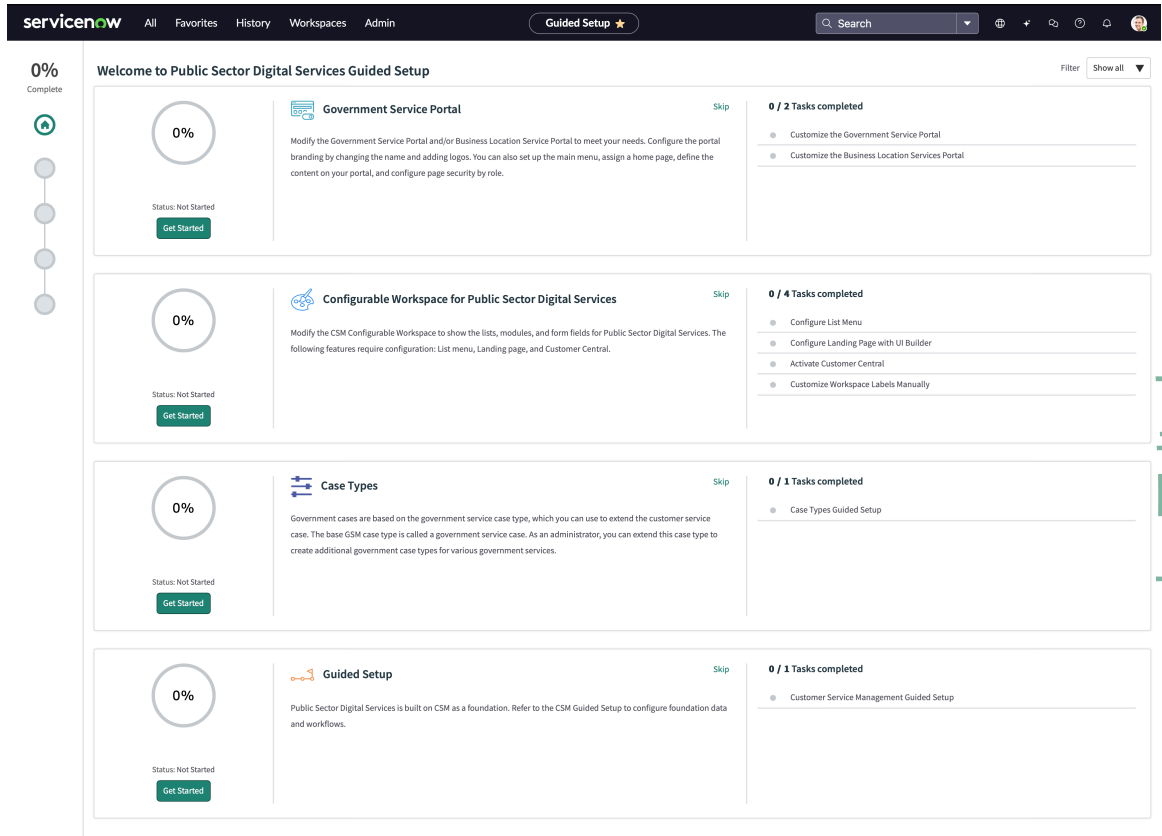 servicenow All Favorites History Workspaces Admin Guided Setup Search
0%
Complete
Welcome to Public Sector Digital Services Guided Setup
Filter Show all
0%
Status: Not Started
Get Started
Government Service Portal
Skip
Modify the Government Service Portal and/or Business Location Service Portal to meet your needs. Configure the portal
branding by changing the name and adding logos. You can also set up the main menu, assign a home page, define the
content on your portal, and configure page security by role.
0 / 2 Tasks completed
Customize the Government Service Portal
Customize the Business Location Services Portal
0%
Status: Not Started
Get Started
Configurable Workspace for Public Sector Digital Services
Skip
Modify the CSM Configurable Workspace to show the lists, modules, and form fields for Public Sector Digital Services. The
following features require configuration: List menu, Landing page, and Customer Central.
0 / 4 Tasks completed
Configure List Menu
Configure Landing Page with UI Builder
Activate Customer Central
Customize Workspace Labels Manually
0%
Status: Not Started
Get Started
Case Types
Skip
Government cases are based on the government service case type, which you can use to extend the customer service
case. The base GSM case type is called a government service case. As an administrator, you can extend this case type to
create additional government case types for various government services.
0 / 1 Tasks completed
Case Types Guided Setup
0%
Status: Not Started
Get Started
Guided Setup
Skip
Public Sector Digital Services is built on CSM as a foundation. Refer to the CSM Guided Setup to configure foundation data
and workflows.
0 / 1 Tasks completed
Customer Service Management Guided Setup